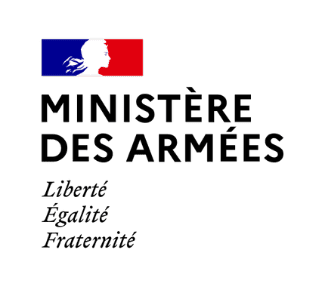 MINISTÈRE
DES ARMÉES
Liberté
Égalité
Fraternité